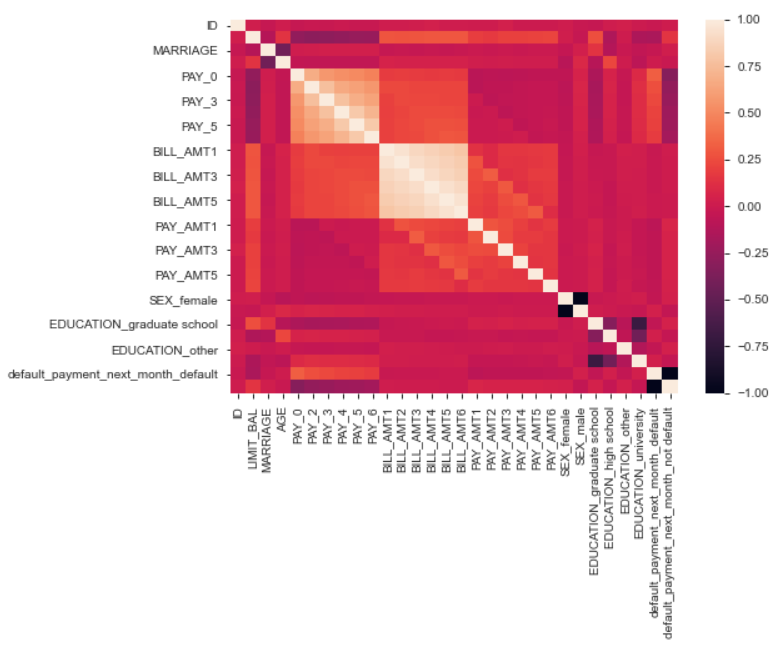 ID
MARRIAGE
PAY_0
PAY_3
PAY_5
BILL_AMT1
BILL_AMT3
BILL_AMT5
PAY_AMT1
PAY_AMT3
PAY_AMT5
SEX_female
EDUCATION_graduate school
EDUCATION_other
default_payment_next_month_default
ID
LIMIT_BAL
MARRIAGE
AGE
PAY_0
PAY_2
PAY_3
PAY_4
PAY_5
PAY_6
BILL_AMT1
BILL_AMT2
BILL_AMT3
BILL_AMT4
BILL_AMT5
BILL_AMT6
PAY_AMT1
PAY_AMT2
PAY_AMT3
PAY_AMT4
PAY_AMT5
PAY_AMT6
SEX_female
SEX_male
EDUCATION_graduate school
EDUCATION_high school
EDUCATION_other
EDUCATION_university
default_payment_next_month_default
default_payment_next_month_not default
1.00
0.75
0.50
0.25
0.00
−0.25
−0.50
−0.75
−1.00